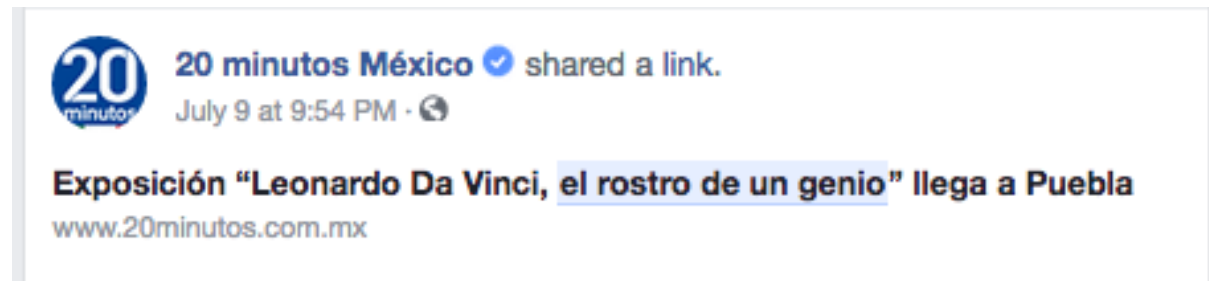 20 minutos México shared a link.
20
minutos
July 9 at 9:54 PM ·
Exposición “Leonardo Da Vinci, el rostro de un genio” llega a Puebla
www.20minutos.com.mx